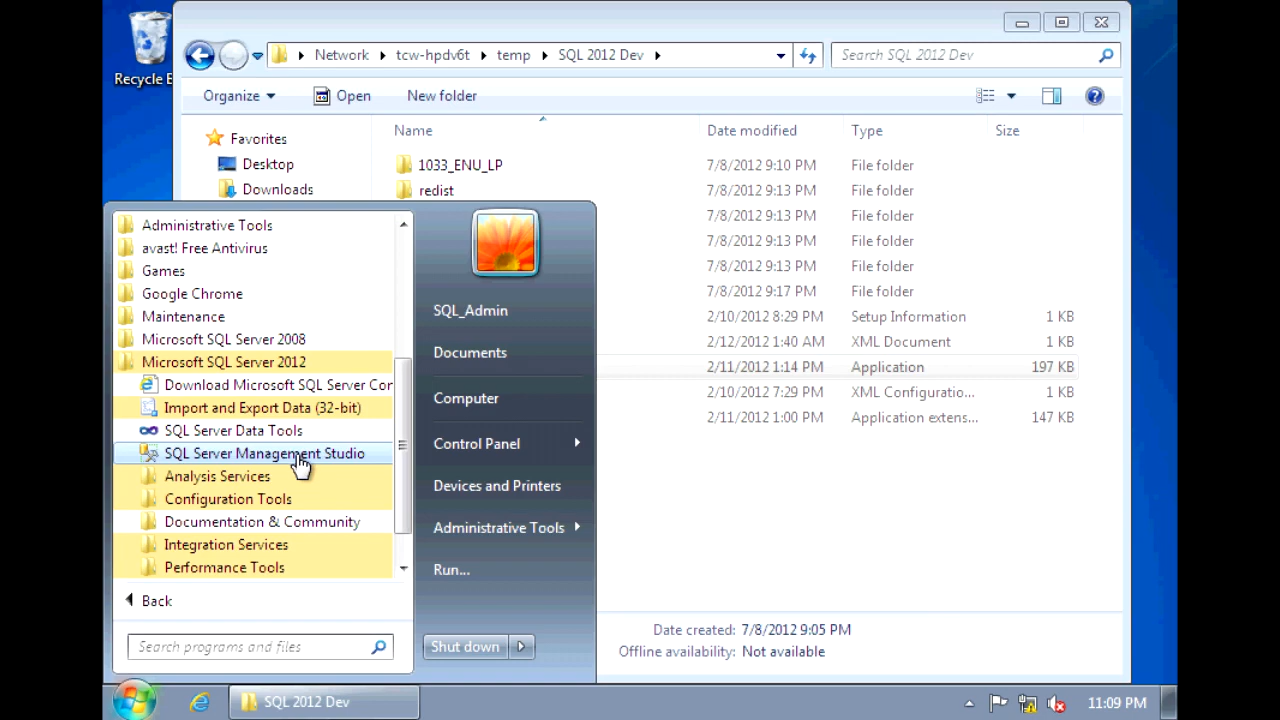 Recycle
Network
tcw-hpdv6t
temp
SQL 2012 Dev
Search SQL 2012 Dev
Organize
Open
New folder
Name
Date modified
Type
Size
Favorites
Desktop
Downloads
1033_ENU_LP
7/8/2012 9:10 PM
File folder
redist
7/8/2012 9:13 PM
File folder
7/8/2012 9:13 PM
File folder
7/8/2012 9:13 PM
File folder
7/8/2012 9:13 PM
File folder
7/8/2012 9:17 PM
File folder
2/10/2012 8:29 PM
Setup Information
1 KB
2/12/2012 1:40 AM
XML Document
1 KB
2/11/2012 1:14 PM
Application
197 KB
2/10/2012 7:29 PM
XML Configuratio...
1 KB
2/11/2012 1:00 PM
Application extens...
147 KB
Administrative Tools
avast! Free Antivirus
Games
Google Chrome
Maintenance
Microsoft SQL Server 2008
Microsoft SQL Server 2012
Download Microsoft SQL Server Cor
Import and Export Data (32-bit)
SQL Server Data Tools
SQL Server Management Studio
Analysis Services
Configuration Tools
Documentation & Community
Integration Services
Performance Tools
Back
Search programs and files
SQL_Admin
Documents
Computer
Control Panel
Devices and Printers
Administrative Tools
Run...
Shut down
Date created: 7/8/2012 9:05 PM
Offline availability: Not available
SQL 2012 Dev
11:09 PM